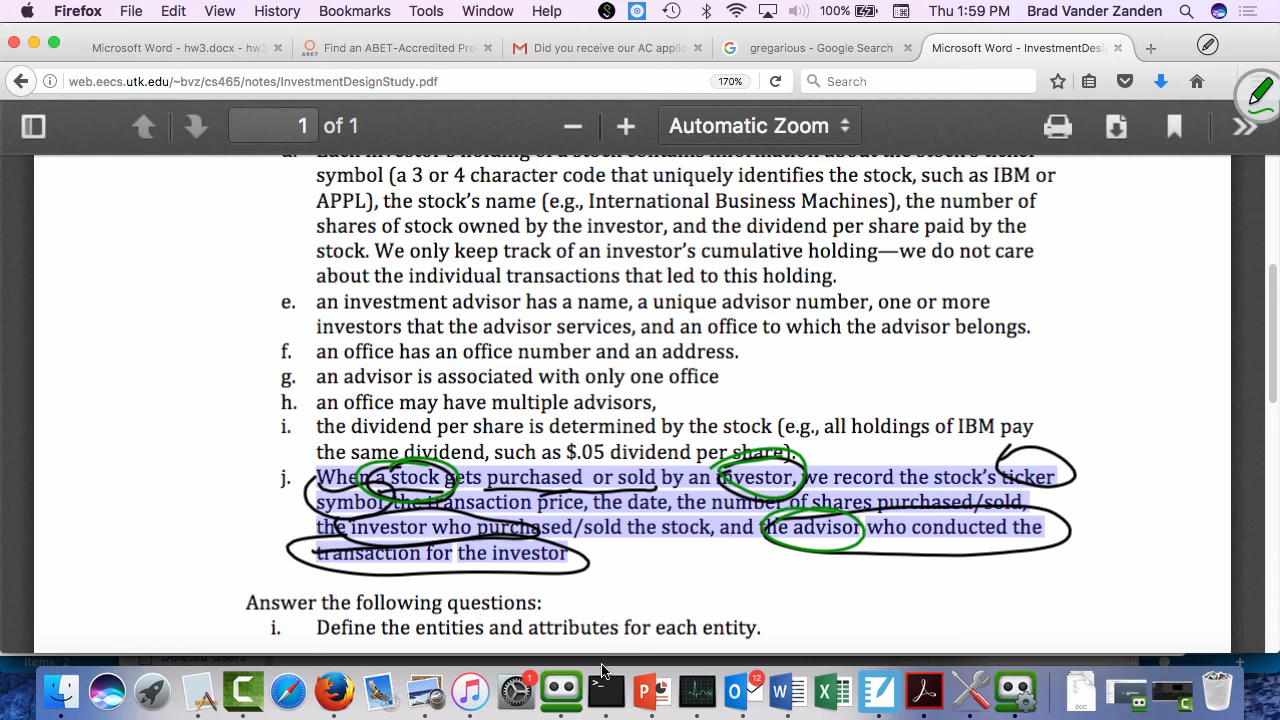 Firefox File Edit View History Bookmarks Tools Window Help 100% Thu 1:59 PM Brad Vander Zanden
Microsoft Word - hw3.docx - hw3 Find an ABET-Accredited Pro Did you receive our AC applic gregarious - Google Search Microsoft Word - InvestmentDesi
web.eecs.utk.edu/~bvz/cs465/notes/InvestmentDesignStudy.pdf 170% Search
1 of 1 Automatic Zoom
symbol (a 3 or 4 character code that uniquely identifies the stock, such as IBM or
APPL), the stock's name (e.g., International Business Machines), the number of
shares of stock owned by the investor, and the dividend per share paid by the
stock. We only keep track of an investor's cumulative holding—we do not care
about the individual transactions that led to this holding.
e. an investment advisor has a name, a unique advisor number, one or more
investors that the advisor services, and an office to which the advisor belongs.
f. an office has an office number and an address.
g. an advisor is associated with only one office
h. an office may have multiple advisors,
i. the dividend per share is determined by the stock (e.g., all holdings of IBM pay
the same dividend, such as $.05 dividend per share).
j. When a stock gets purchased or sold by an investor, we record the stock's ticker
symbol, the transaction price, the date, the number of shares purchased/sold,
the investor who purchased/sold the stock, and the advisor who conducted the
transaction for the investor
Answer the following questions:
i. Define the entities and attributes for each entity.
Items: 2 Deleted Users
1 12
DOC